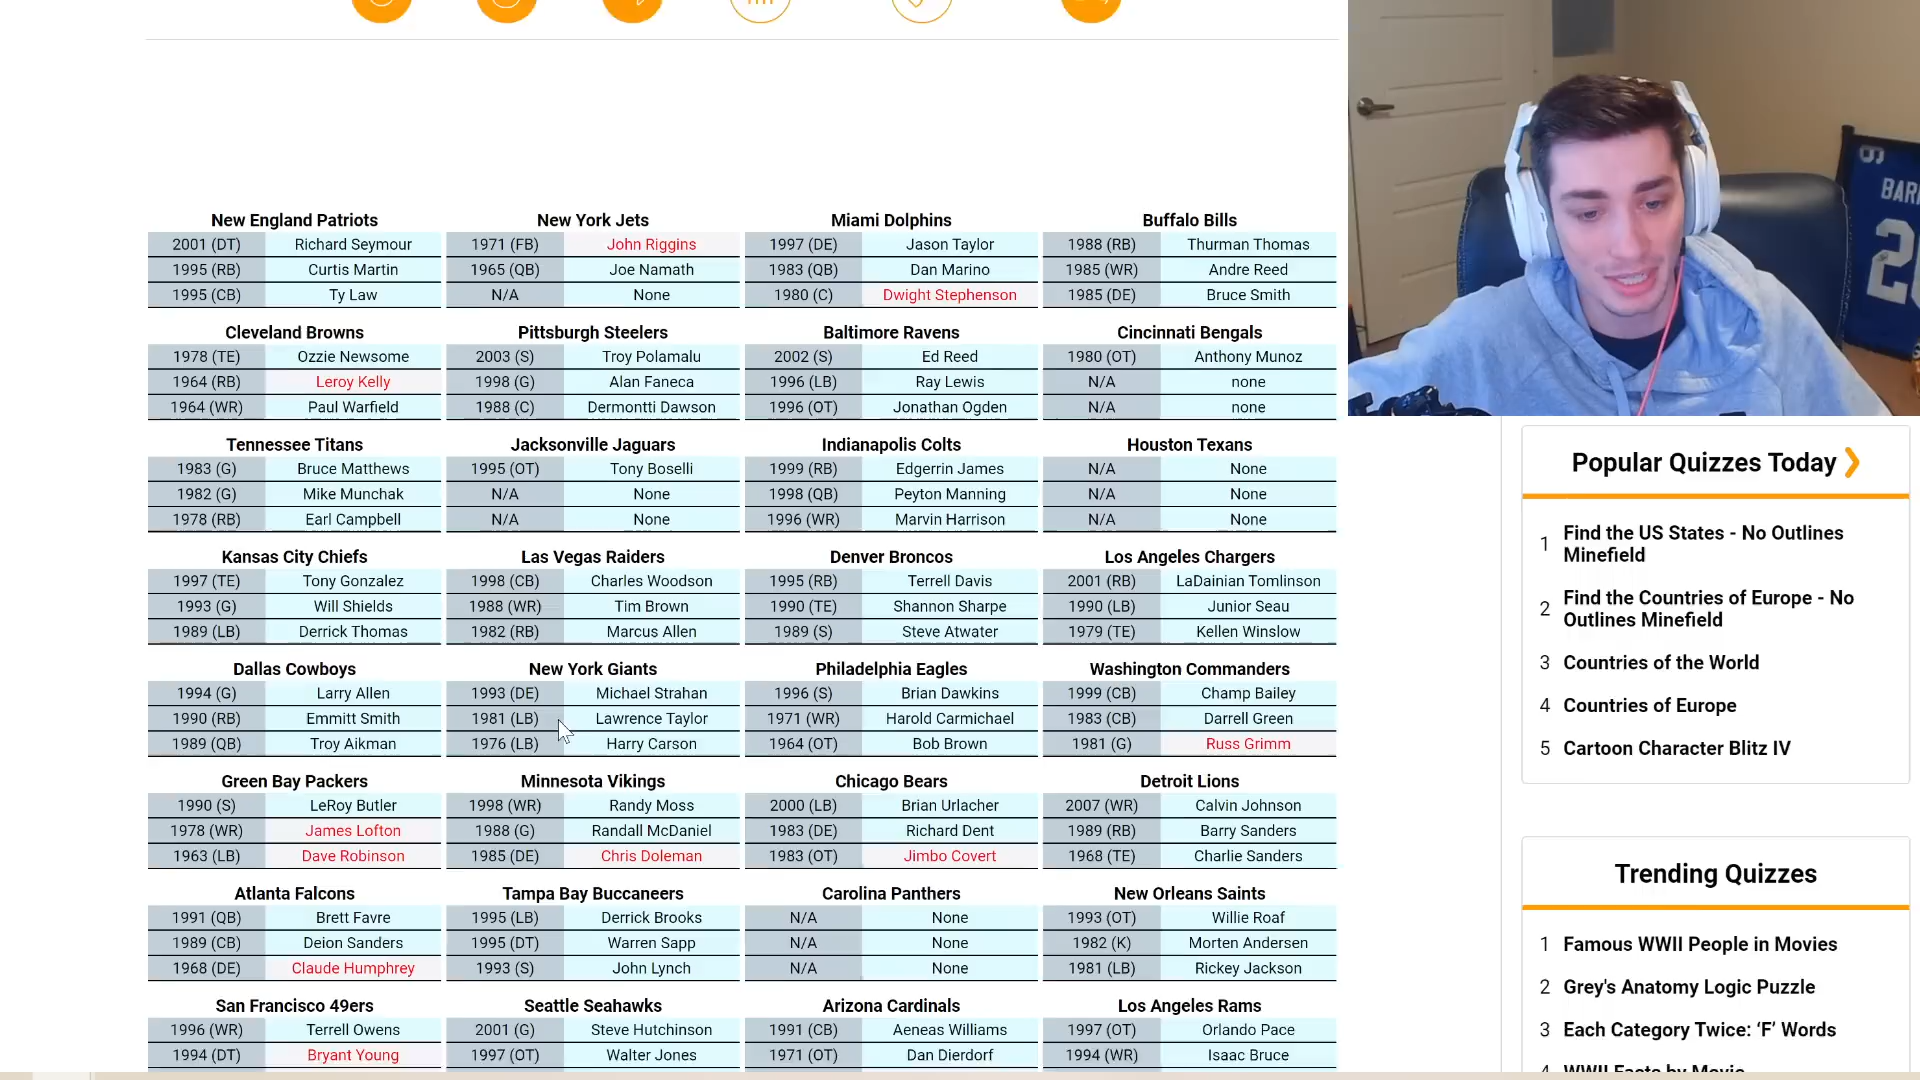 New England Patriots
2001 (DT) Richard Seymour
1995 (RB) Curtis Martin
1995 (CB) Ty Law
New York Jets
1971 (FB) John Riggins
1965 (QB) Joe Namath
N/A None
Miami Dolphins
1997 (DE) Jason Taylor
1983 (QB) Dan Marino
1980 (C) Dwight Stephenson
Buffalo Bills
1988 (RB) Thurman Thomas
1985 (WR) Andre Reed
1985 (DE) Bruce Smith
Cleveland Browns
1978 (TE) Ozzie Newsome
1964 (RB) Leroy Kelly
1964 (WR) Paul Warfield
Pittsburgh Steelers
2003 (S) Troy Polamalu
1998 (G) Alan Faneca
1988 (C) Dermontti Dawson
Baltimore Ravens
2002 (S) Ed Reed
1996 (LB) Ray Lewis
1996 (OT) Jonathan Ogden
Cincinnati Bengals
1980 (OT) Anthony Munoz
N/A none
N/A none
Tennessee Titans
1983 (G) Bruce Matthews
1982 (G) Mike Munchak
1978 (RB) Earl Campbell
Jacksonville Jaguars
1995 (OT) Tony Boselli
N/A None
N/A None
Indianapolis Colts
1999 (RB) Edgerrin James
1998 (QB) Peyton Manning
1996 (WR) Marvin Harrison
Houston Texans
N/A None
N/A None
N/A None
Kansas City Chiefs
1997 (TE) Tony Gonzalez
1993 (G) Will Shields
1989 (LB) Derrick Thomas
Las Vegas Raiders
1998 (CB) Charles Woodson
1988 (WR) Tim Brown
1982 (RB) Marcus Allen
Denver Broncos
1995 (RB) Terrell Davis
1990 (TE) Shannon Sharpe
1989 (S) Steve Atwater
Los Angeles Chargers
2001 (RB) LaDainian Tomlinson
1990 (LB) Junior Seau
1979 (TE) Kellen Winslow
Dallas Cowboys
1994 (G) Larry Allen
1990 (RB) Emmitt Smith
1989 (QB) Troy Aikman
New York Giants
1993 (DE) Michael Strahan
1981 (LB) Lawrence Taylor
1976 (LB) Harry Carson
Philadelphia Eagles
1996 (S) Brian Dawkins
1971 (WR) Harold Carmichael
1964 (OT) Bob Brown
Washington Commanders
1999 (CB) Champ Bailey
1983 (CB) Darrell Green
1981 (G) Russ Grimm
Green Bay Packers
1990 (S) LeRoy Butler
1978 (WR) James Lofton
1963 (LB) Dave Robinson
Minnesota Vikings
1998 (WR) Randy Moss
1988 (G) Randall McDaniel
1985 (DE) Chris Doleman
Chicago Bears
2000 (LB) Brian Urlacher
1983 (DE) Richard Dent
1983 (OT) Jimbo Covert
Detroit Lions
2007 (WR) Calvin Johnson
1989 (RB) Barry Sanders
1968 (TE) Charlie Sanders
Atlanta Falcons
1991 (QB) Brett Favre
1989 (CB) Deion Sanders
1968 (DE) Claude Humphrey
Tampa Bay Buccaneers
1995 (LB) Derrick Brooks
1995 (DT) Warren Sapp
1993 (S) John Lynch
Carolina Panthers
N/A None
N/A None
N/A None
New Orleans Saints
1993 (OT) Willie Roaf
1982 (K) Morten Andersen
1981 (LB) Rickey Jackson
San Francisco 49ers
1996 (WR) Terrell Owens
1994 (DT) Bryant Young
Seattle Seahawks
2001 (G) Steve Hutchinson
1997 (OT) Walter Jones
Arizona Cardinals
1991 (CB) Aeneas Williams
1971 (OT) Dan Dierdorf
Los Angeles Rams
1997 (OT) Orlando Pace
1994 (WR) Isaac Bruce
BAR
2
Popular Quizzes Today
1 Find the US States - No Outlines
Minefield
2 Find the Countries of Europe - No
Outlines Minefield
3 Countries of the World
4 Countries of Europe
5 Cartoon Character Blitz IV
Trending Quizzes
1 Famous WWII People in Movies
2 Grey's Anatomy Logic Puzzle
3 Each Category Twice: ‘F’ Words
4 WWII Facts by Movie